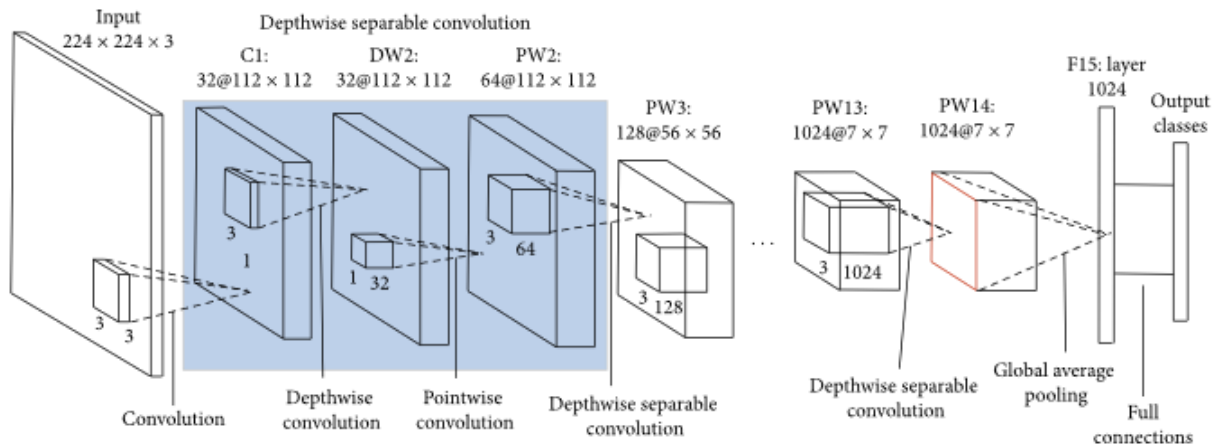 Input
224 × 224 × 3
Depthwise separable convolution
C1:
32@112 × 112
DW2:
32@112 × 112
PW2:
64@112 × 112
PW3:
128@56 × 56
PW13:
1024@7 × 7
PW14:
1024@7 × 7
F15: layer
1024
Output
classes
3
3
3
1
1
32
3
64
3
128
...
3
1024
Convolution
Depthwise
convolution
Pointwise
convolution
Depthwise separable
convolution
Depthwise separable
convolution
Global average
pooling
Full
connections